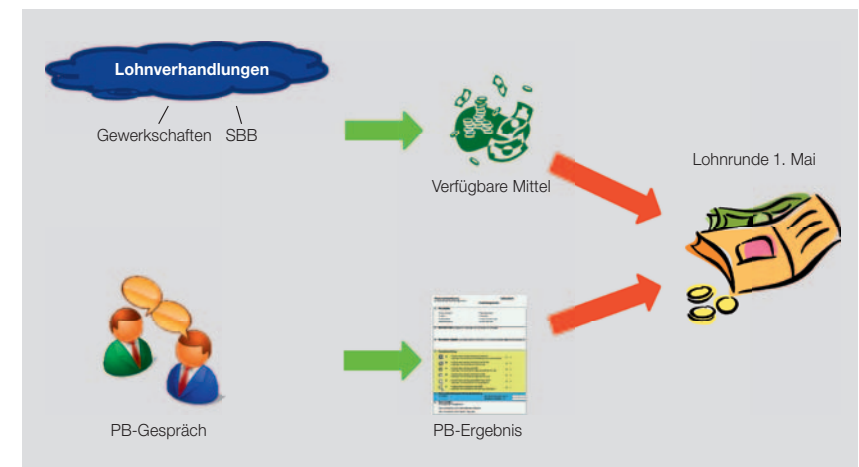 Lohnverhandlungen
Gewerkschaften SBB
Verfügbare Mittel
Lohnrunde 1. Mai
PB-Gespräch
PB-Ergebnis